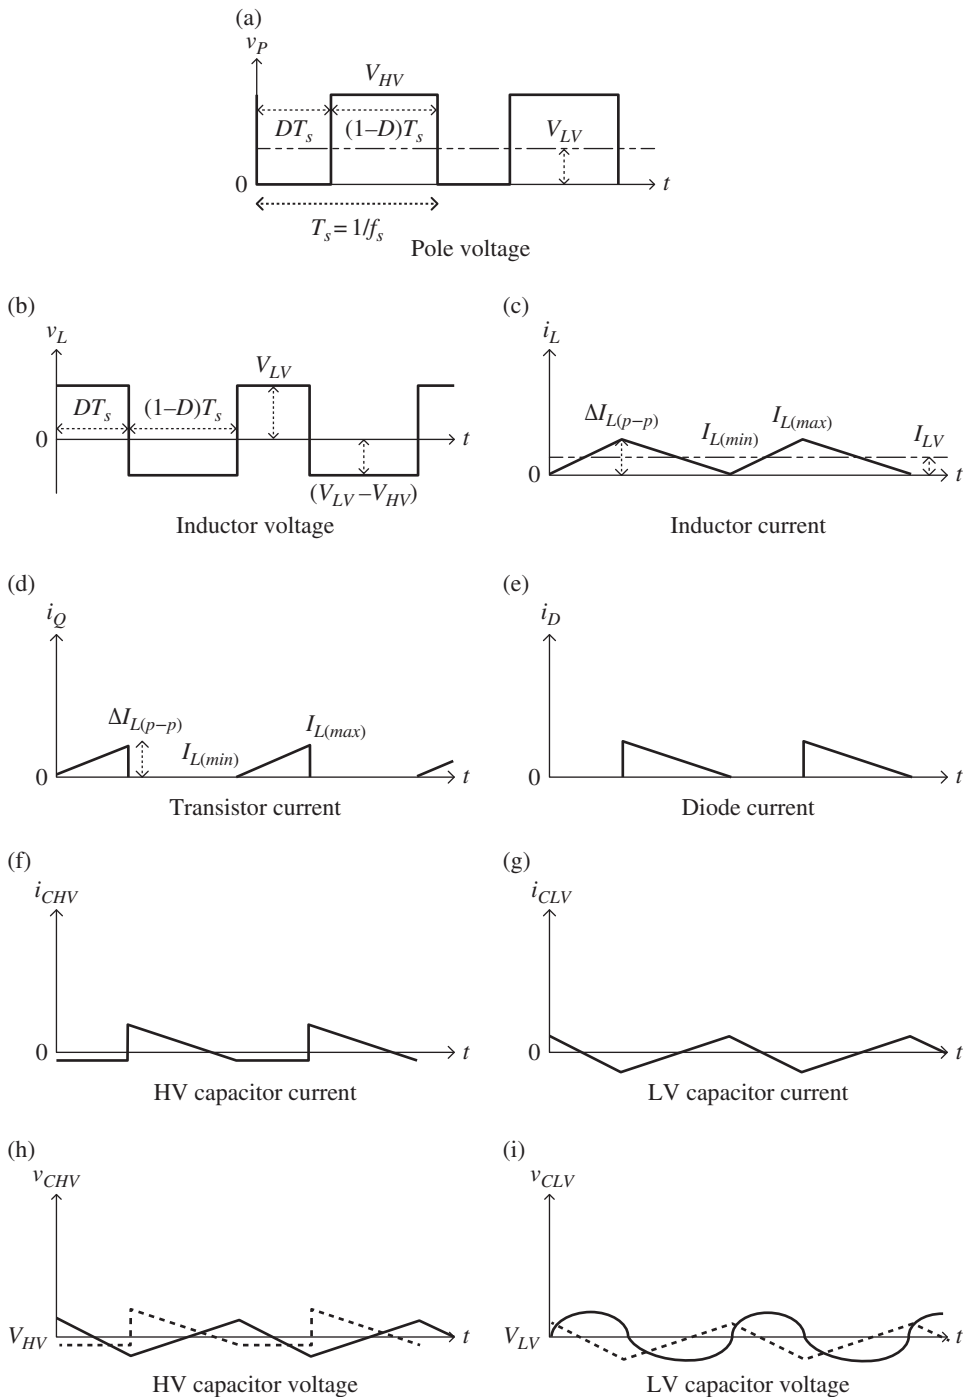 (a)
v_P
V_HV
DT_s
(1–D)T_s
V_LV
0
t
T_s = 1/f_s
Pole voltage
(b)
v_L
V_LV
DT_s
(1–D)T_s
0
t
(V_LV – V_HV)
Inductor voltage
(c)
i_L
ΔI_L(p–p)
I_L(min)
I_L(max)
I_LV
0
t
Inductor current
(d)
i_Q
ΔI_L(p–p)
I_L(min)
I_L(max)
0
t
Transistor current
(e)
i_D
0
t
Diode current
(f)
i_CHV
0
t
HV capacitor current
(g)
i_CLV
0
t
LV capacitor current
(h)
v_CHV
V_HV
t
HV capacitor voltage
(i)
v_CLV
V_LV
t
LV capacitor voltage